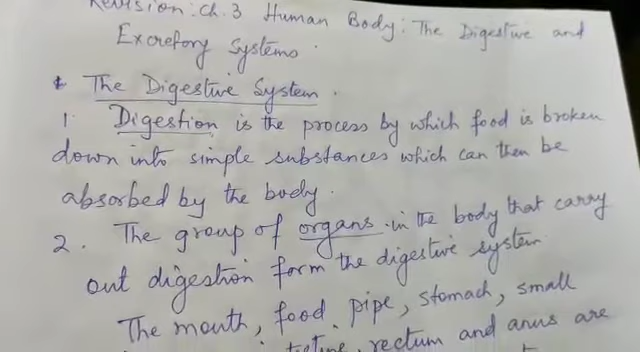 Revision: Ch. 3 Human Body: The Digestive and
Excretory Systems.
* The Digestive System.
1. Digestion is the process by which food is broken
down into simple substances which can then be
absorbed by the body.
2. The group of organs in the body that carry
out digestion form the digestive system
The mouth, food pipe, stomach, small
rectum and anus are